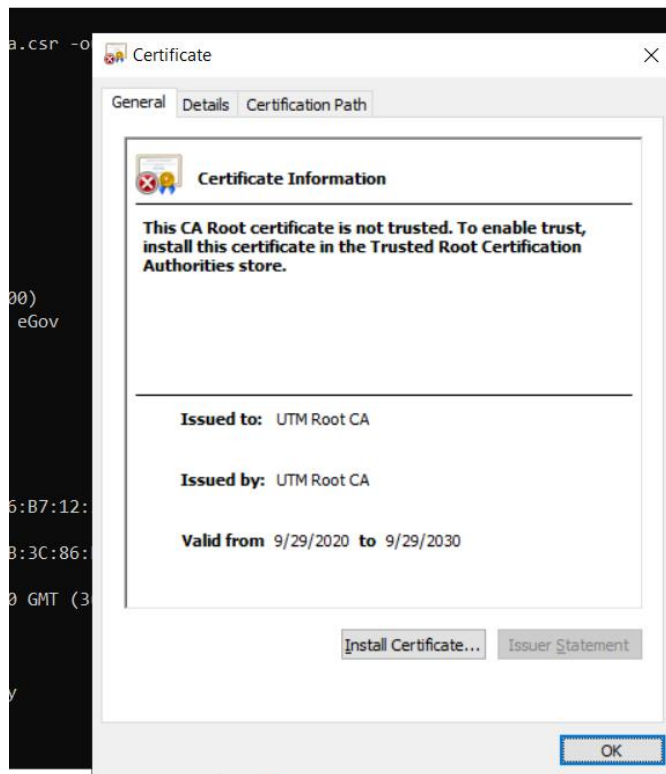 a.csr -o
Certificate
General Details Certification Path
Certificate Information
This CA Root certificate is not trusted. To enable trust,
install this certificate in the Trusted Root Certification
Authorities store.
00)
eGov
Issued to: UTM Root CA
Issued by: UTM Root CA
6:B7:12:
Valid from 9/29/2020 to 9/29/2030
B:3C:86:
0 GMT (3
Install Certificate... Issuer Statement
y
OK